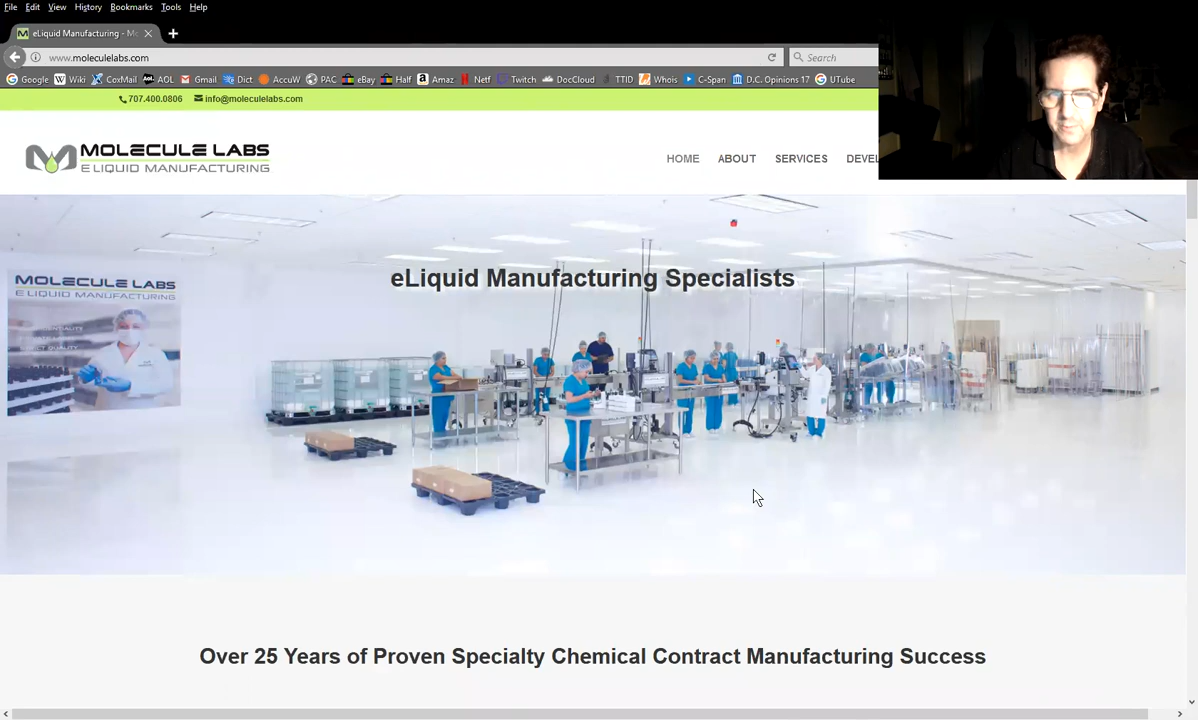 File Edit View History Bookmarks Tools Help
eLiquid Manufacturing - Mo
www.moleculelabs.com
Search
Google Wiki CoxMail AOL Gmail Dict AccuW PAC eBay Half Amaz Netf Twitch DocCloud TTID Whois C-Span D.C. Opinions 17 UTube
707.400.0806 info@moleculelabs.com
MOLECULE LABS
E LIQUID MANUFACTURING
HOME ABOUT SERVICES DEVEL
eLiquid Manufacturing Specialists
MOLECULE LABS
E LIQUID MANUFACTURING
Over 25 Years of Proven Specialty Chemical Contract Manufacturing Success